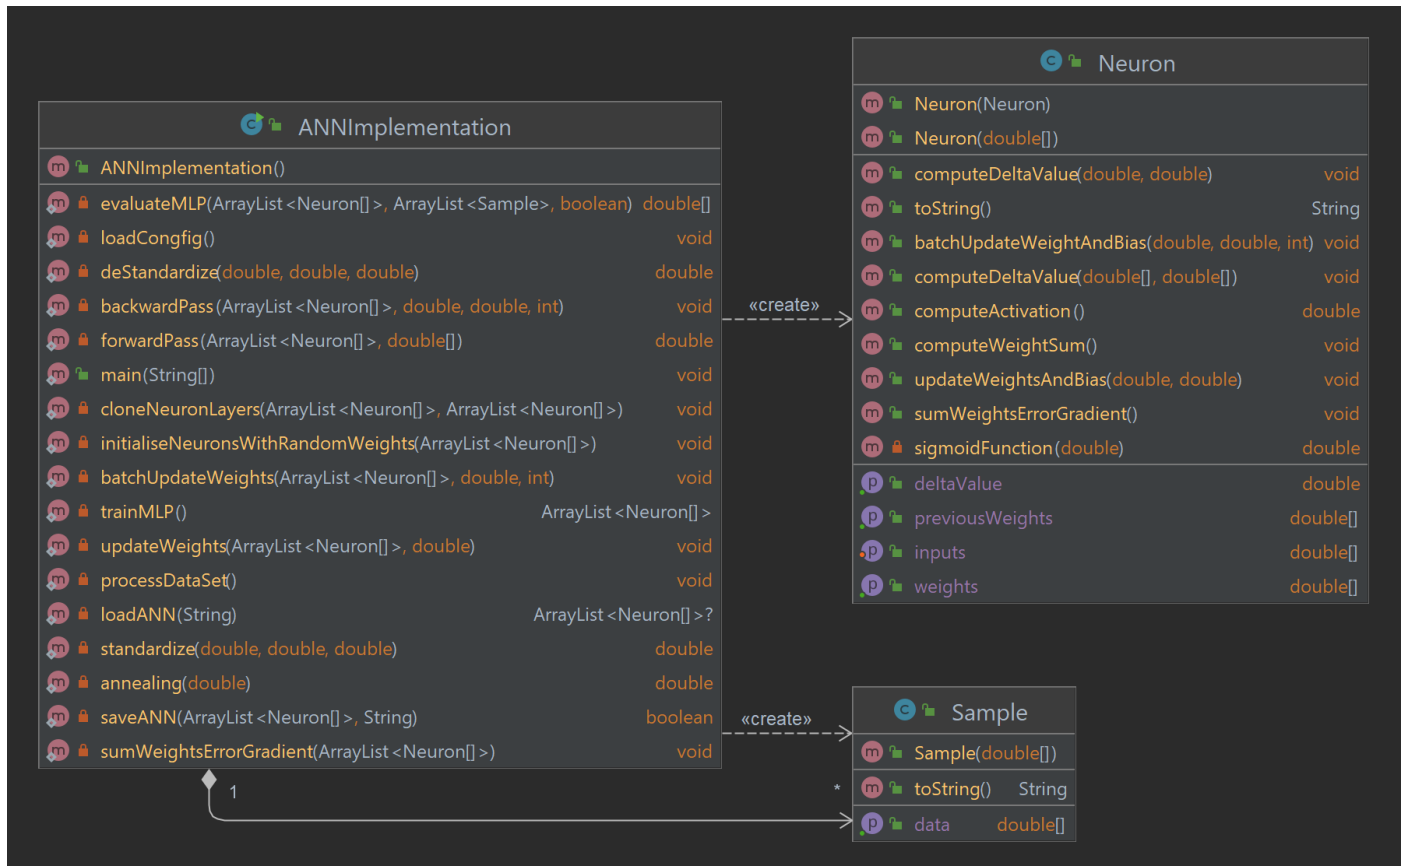 ANNImplementation
ANNImplementation()
evaluateMLP(ArrayList<Neuron[]>, ArrayList<Sample>, boolean) double[]
loadCongfig() void
deStandardize(double, double, double) double
backwardPass(ArrayList<Neuron[]>, double, double, int) void
forwardPass(ArrayList<Neuron[]>, double[]) double
main(String[]) void
cloneNeuronLayers(ArrayList<Neuron[]>, ArrayList<Neuron[]>) void
initialiseNeuronsWithRandomWeights(ArrayList<Neuron[]>) void
batchUpdateWeights(ArrayList<Neuron[]>, double, int) void
trainMLP() ArrayList<Neuron[]>
updateWeights(ArrayList<Neuron[]>, double) void
processDataSet() void
loadANN(String) ArrayList<Neuron[]>?
standardize(double, double, double) double
annealing(double) double
saveANN(ArrayList<Neuron[]>, String) boolean
sumWeightsErrorGradient(ArrayList<Neuron[]>) void
«create»
Neuron
Neuron(Neuron)
Neuron(double[])
computeDeltaValue(double, double) void
toString() String
batchUpdateWeightAndBias(double, double, int) void
computeDeltaValue(double[], double[]) void
computeActivation() double
computeWeightSum() void
updateWeightsAndBias(double, double) void
sumWeightsErrorGradient() void
sigmoidFunction(double) double
deltaValue double
previousWeights double[]
inputs double[]
weights double[]
«create»
1
*
Sample
Sample(double[])
toString() String
data double[]